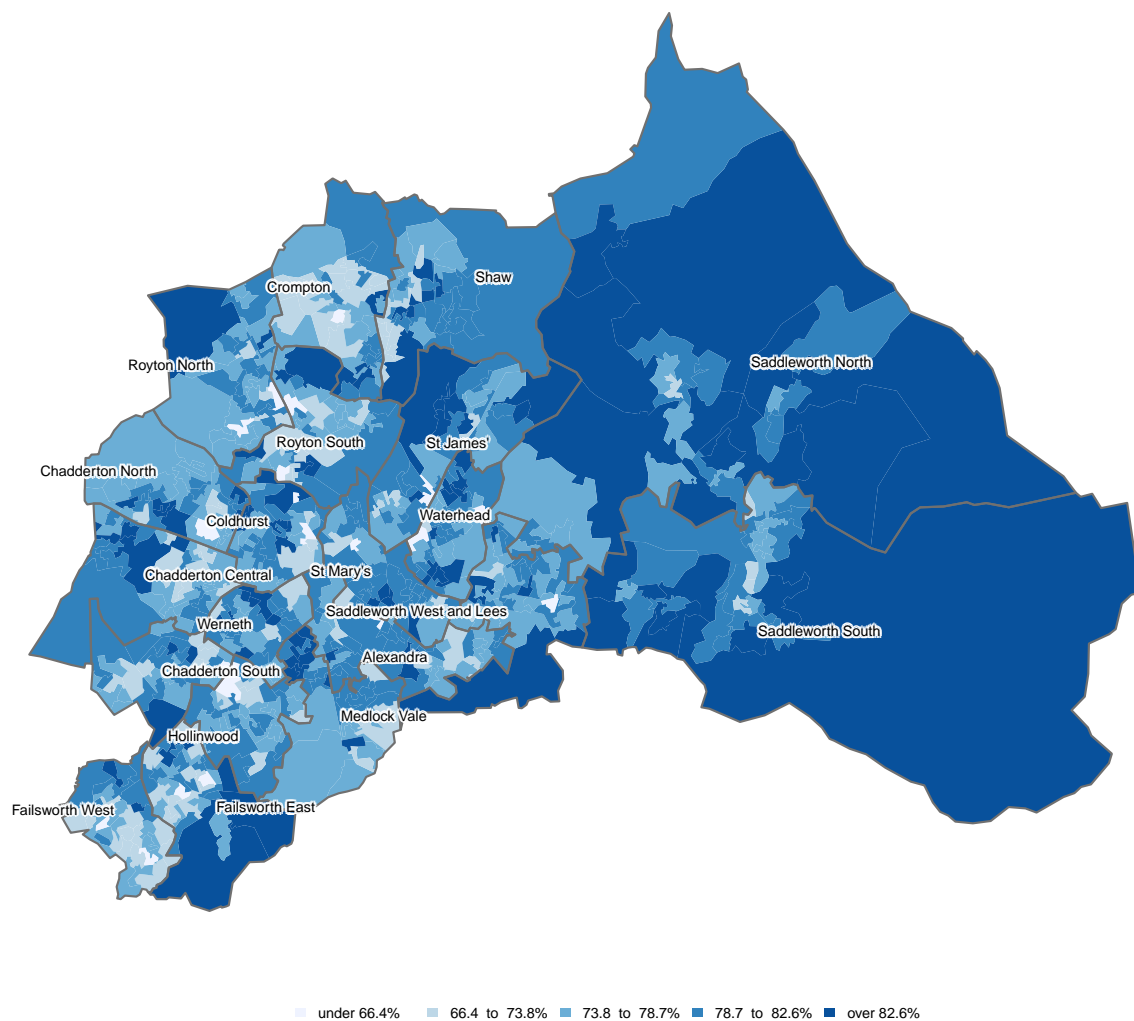 Shaw
Crompton
Saddleworth North
Royton North
Royton South
St James'
Chadderton North
Waterhead
Coldhurst
St Mary's
Chadderton Central
Saddleworth West and Lees
Werneth
Saddleworth South
Alexandra
Chadderton South
Medlock Vale
Hollinwood
Failsworth East
Failsworth West
under 66.4% 66.4 to 73.8% 73.8 to 78.7% 78.7 to 82.6% over 82.6%